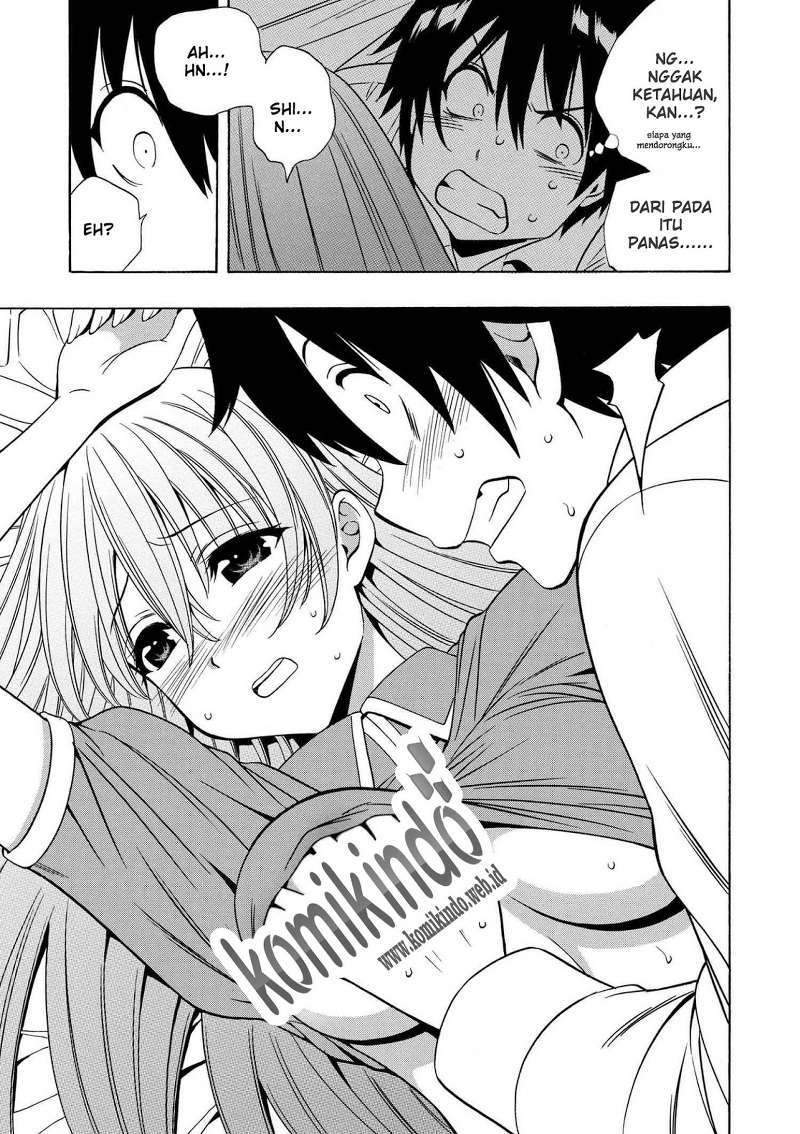 NG...
NGGAK
KETAHUAN,
KAN...?
siapa yang
mendorongku...
DARI PADA
ITU
PANAS......
AH...
HN...!
SHI...
N...
EH?
komikindo
www.komikindo.web.id